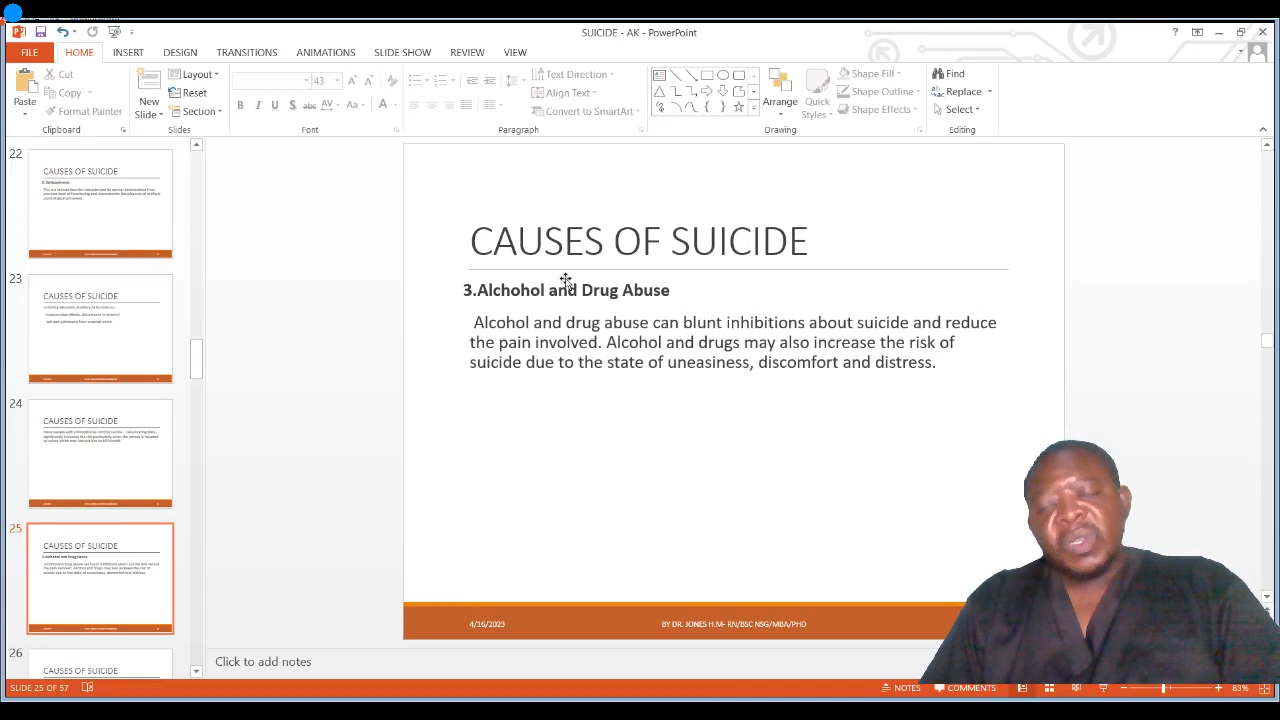 SUICIDE - AK - PowerPoint
FILE HOME INSERT DESIGN TRANSITIONS ANIMATIONS SLIDE SHOW REVIEW VIEW
Paste
Cut
Copy
Format Painter
Clipboard
New Slide
Layout
Reset
Section
Slides
43
Font
Text Direction
Align Text
Convert to SmartArt
Paragraph
Arrange
Quick Styles
Shape Fill
Shape Outline
Shape Effects
Drawing
Find
Replace
Select
Editing
22
CAUSES OF SUICIDE
23
CAUSES OF SUICIDE
24
CAUSES OF SUICIDE
25
CAUSES OF SUICIDE
26
CAUSES OF SUICIDE
CAUSES OF SUICIDE
3.Alchohol and Drug Abuse
Alcohol and drug abuse can blunt inhibitions about suicide and reduce
the pain involved. Alcohol and drugs may also increase the risk of
suicide due to the state of uneasiness, discomfort and distress.
4/16/2023 BY DR. JONES H.M- RN/BSC NSG/MBA/PHD
Click to add notes
SLIDE 25 OF 57 NOTES COMMENTS 83%